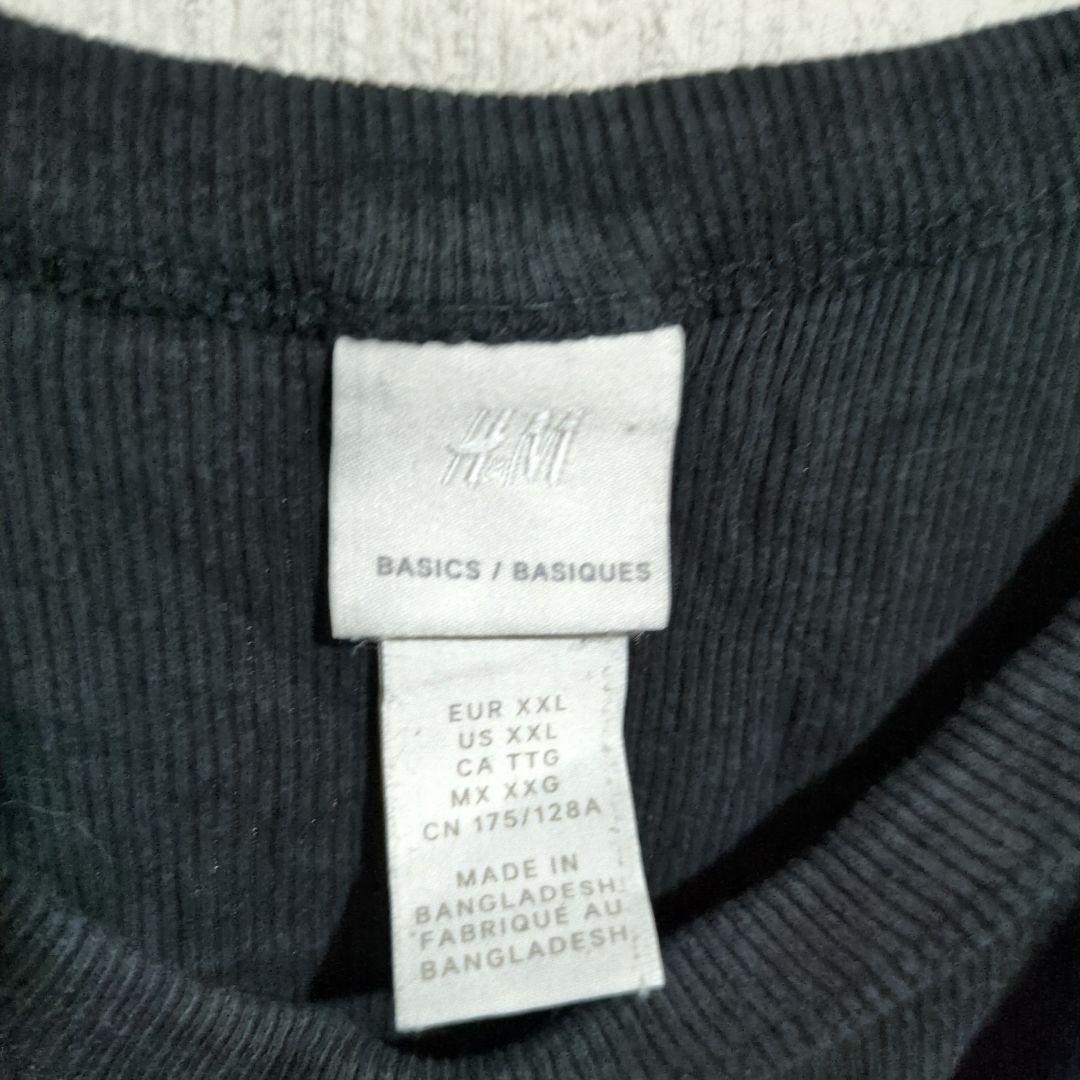 H&M
BASICS / BASIQUES
EUR XXL
US XXL
CA TTG
MX XXG
CN 175/128A
MADE IN
BANGLADESH
FABRIQUÉ AU
BANGLADESH